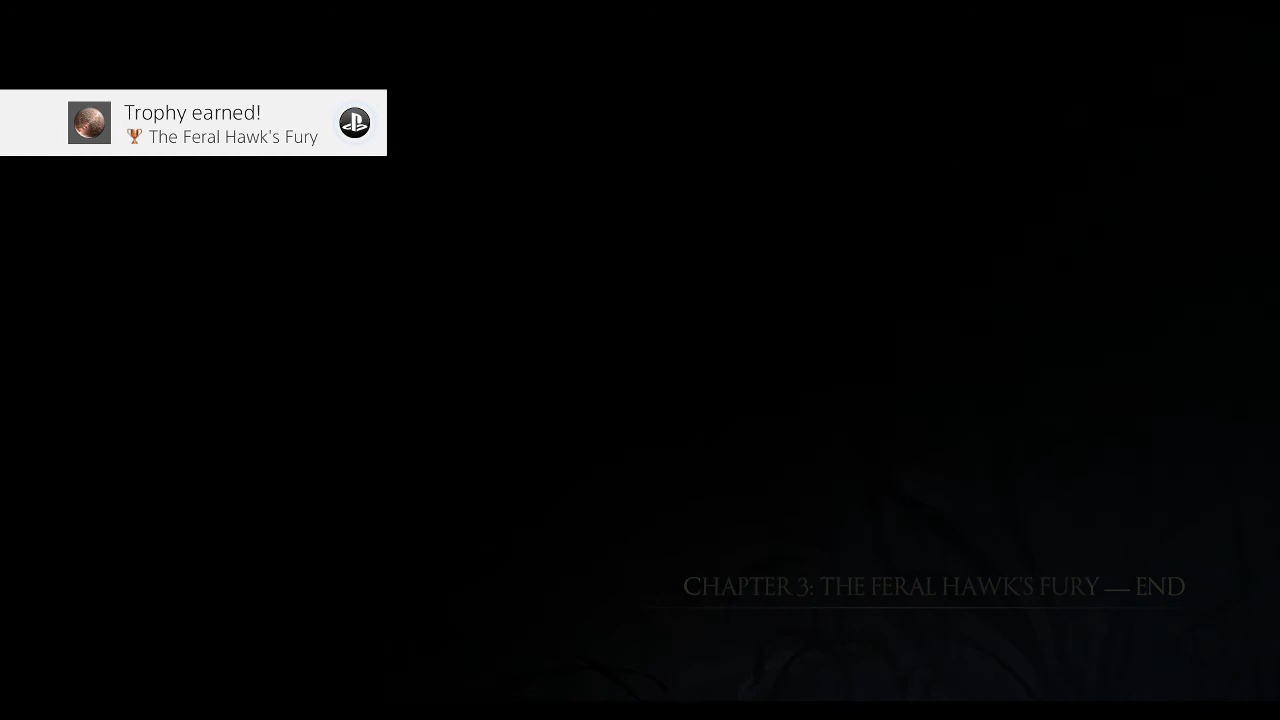 Trophy earned!
The Feral Hawk's Fury
CHAPTER 3: THE FERAL HAWK'S FURY — END